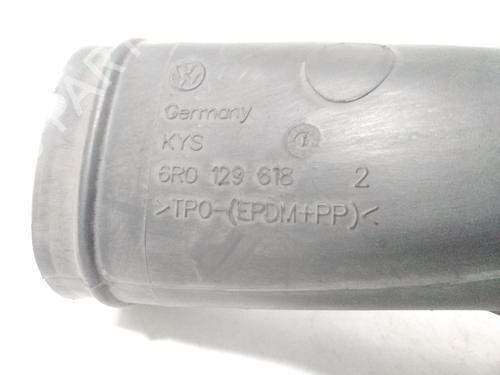 Germany
KYS
6R0 129 618 2
>TPO-(EPDM+PP)<